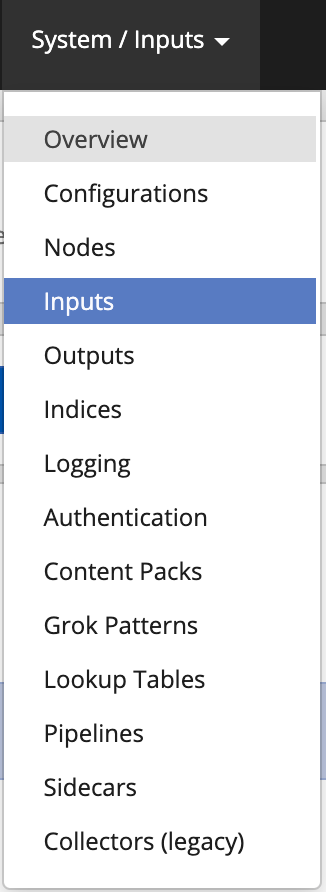 System / Inputs
Overview
Configurations
Nodes
Inputs
Outputs
Indices
Logging
Authentication
Content Packs
Grok Patterns
Lookup Tables
Pipelines
Sidecars
Collectors (legacy)